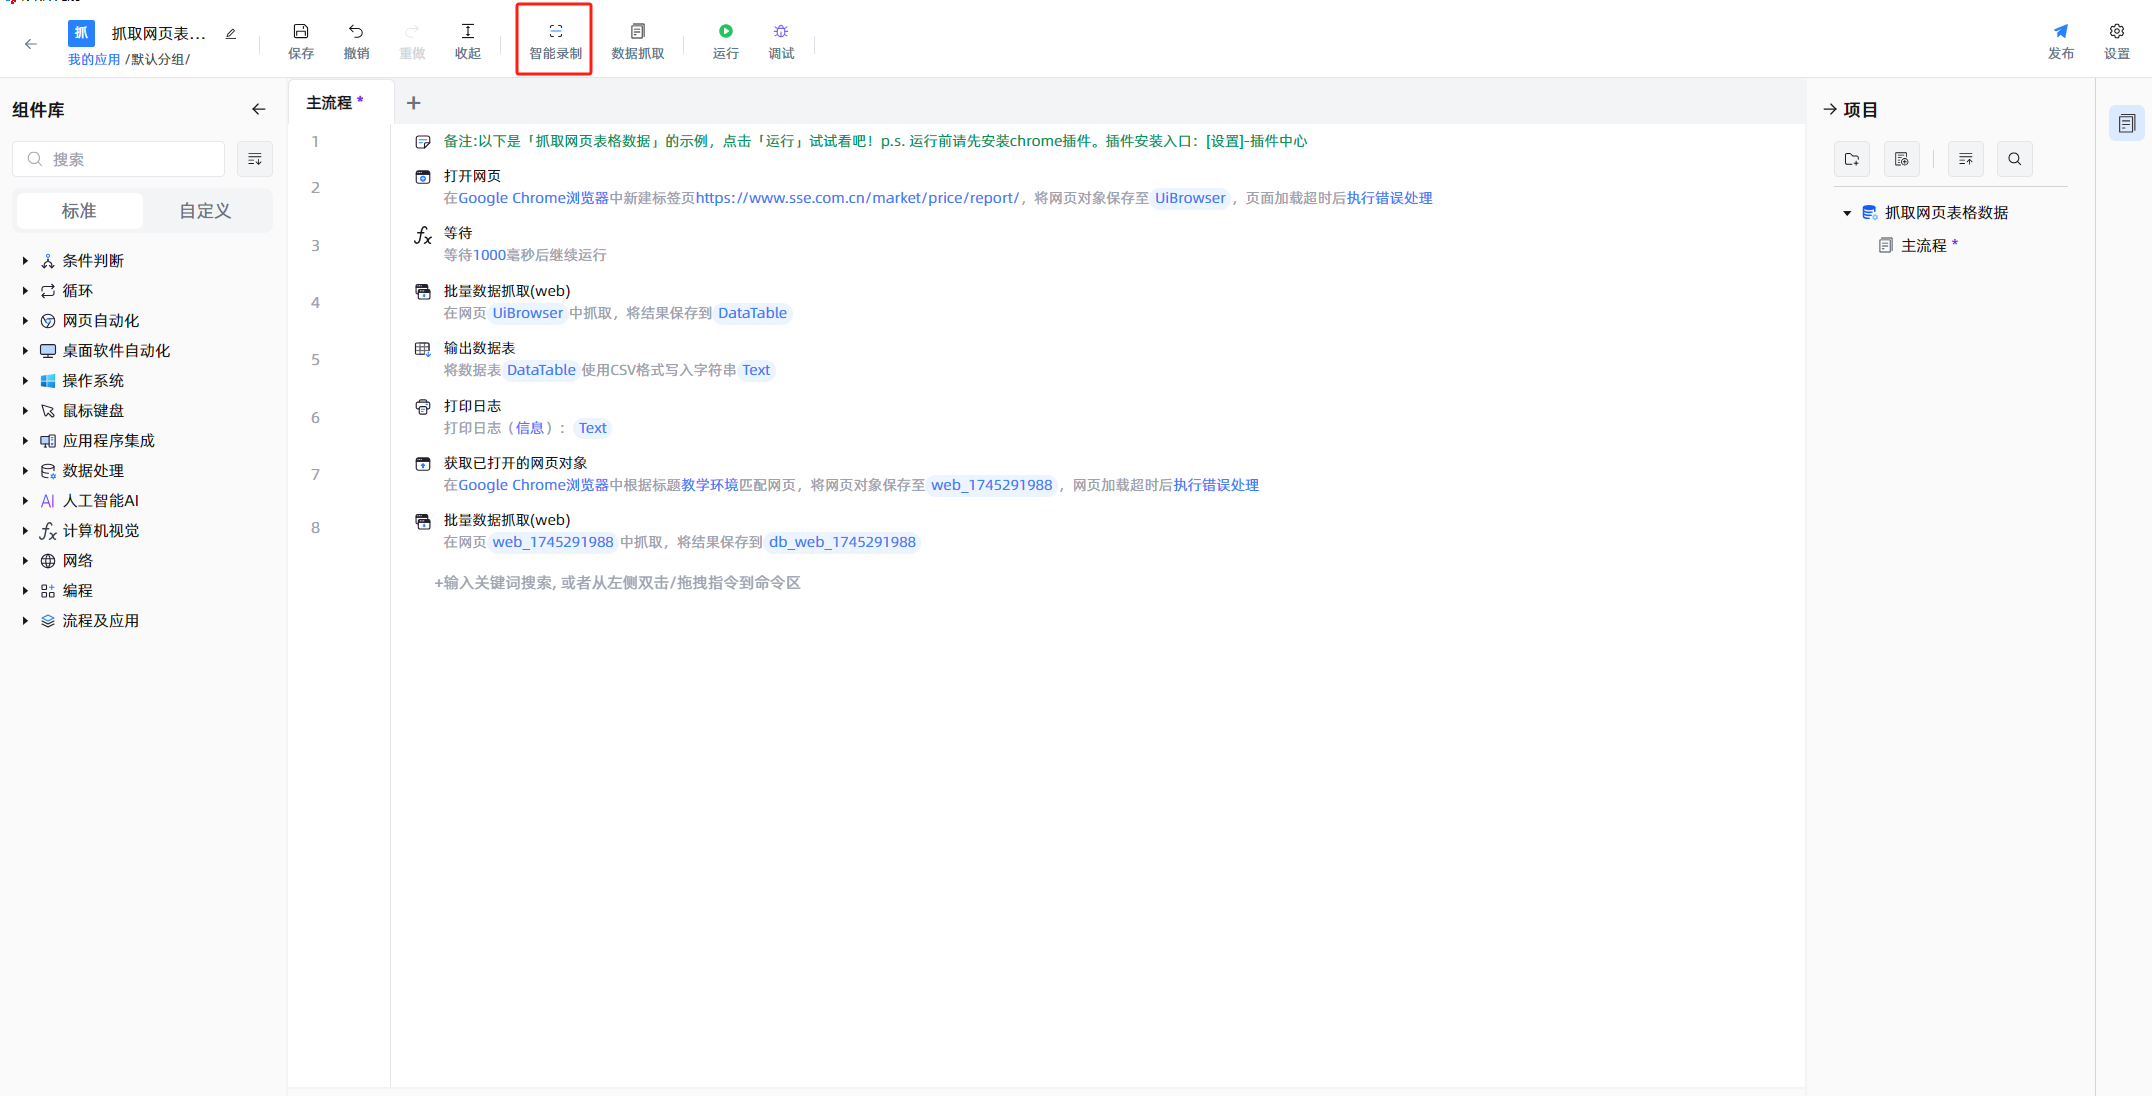 抓 抓取网页表...
我的应用 /默认分组/
保存 撤销 重做 收起 智能录制 数据抓取 运行 调试 发布 设置
组件库
搜索
标准 自定义
条件判断
循环
网页自动化
桌面软件自动化
操作系统
鼠标键盘
应用程序集成
数据处理
AI 人工智能AI
fx 计算机视觉
网络
编程
流程及应用
主流程 * +
1 备注:以下是「抓取网页表格数据」的示例，点击「运行」试试看吧！p.s. 运行前请先安装chrome插件。插件安装入口：[设置]-插件中心
2 打开网页
在Google Chrome浏览器中新建标签页https://www.sse.com.cn/market/price/report/，将网页对象保存至 UiBrowser ，页面加载超时后执行错误处理
3 fx 等待
等待1000毫秒后继续运行
4 批量数据抓取(web)
在网页 UiBrowser 中抓取，将结果保存到 DataTable
5 输出数据表
将数据表 DataTable 使用CSV格式写入字符串 Text
6 打印日志
打印日志（信息）： Text
7 获取已打开的网页对象
在Google Chrome浏览器中根据标题教学环境匹配网页，将网页对象保存至 web_1745291988 ，网页加载超时后执行错误处理
8 批量数据抓取(web)
在网页 web_1745291988 中抓取，将结果保存到 db_web_1745291988
+输入关键词搜索, 或者从左侧双击/拖拽指令到命令区
项目
抓取网页表格数据
主流程 *